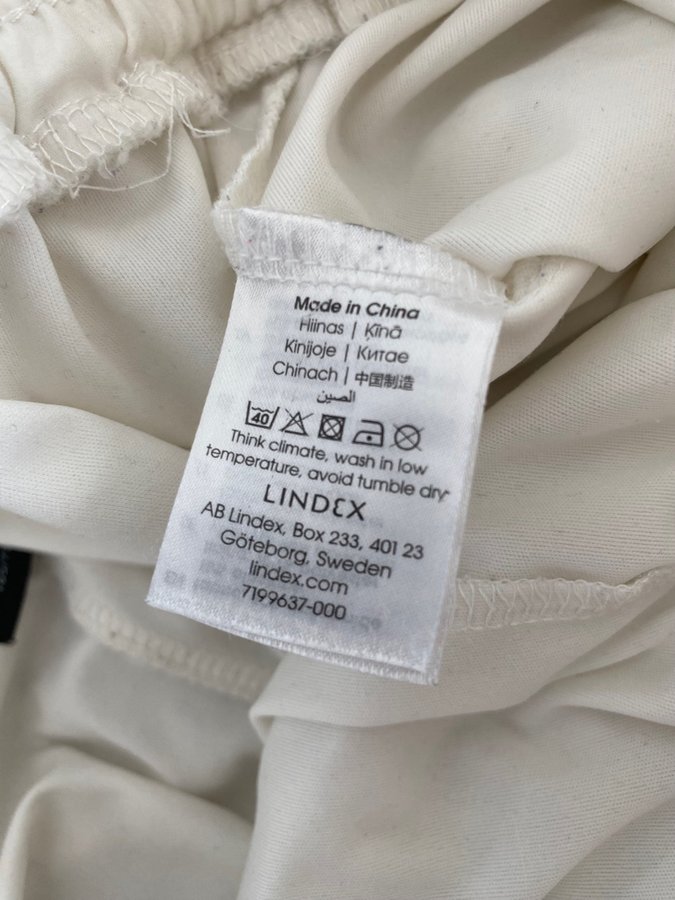 Made in China
Hiinas | Ķīnā
Kinijoje | Китае
Chinach | 中国制造
الصين
40
Think climate, wash in low
temperature, avoid tumble dry
LINDEX
AB Lindex, Box 233, 401 23
Göteborg, Sweden
lindex.com
7199637-000